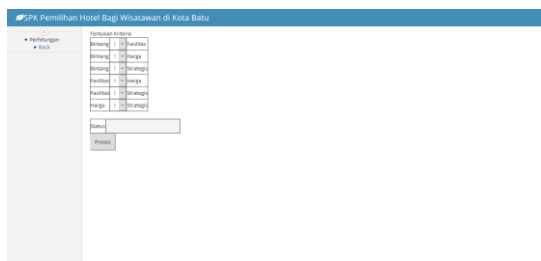 SPK Pemilihan Hotel Bagi Wisatawan di Kota Batu
Perhitungan
Back
Tentukan Kriteria
Bintang 1 Fasilitas
Bintang 1 Harga
Bintang 1 Strategis
Fasilitas 1 Harga
Fasilitas 1 Strategis
Harga 1 Strategis
Status
Proses